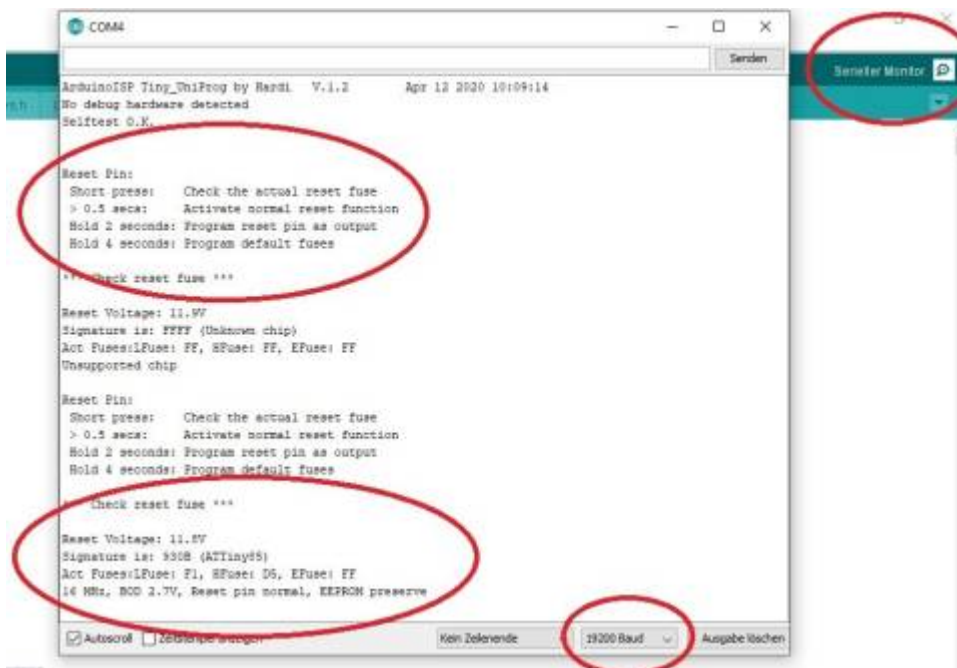 COM4
Senden
Serieller Monitor
ArduinoISP Tiny_UniProg by Hardi V.1.2 Apr 12 2020 10:09:14
No debug hardware detected
Selftest O.K.
Reset Pin:
Short press: Check the actual reset fuse
> 0.5 secs: Activate normal reset function
Hold 2 seconds: Program reset pin as output
Hold 4 seconds: Program default fuses
Check reset fuse ***
Reset Voltage: 11.9V
Signature is: FFFF (Unknown chip)
Act Fuses:LFuse: FF, HFuse: FF, EFuse: FF
Unsupported chip
Reset Pin:
Short press: Check the actual reset fuse
> 0.5 secs: Activate normal reset function
Hold 2 seconds: Program reset pin as output
Hold 4 seconds: Program default fuses
Check reset fuse ***
Reset Voltage: 11.8V
Signature is: 930B (ATTiny85)
Act Fuses:LFuse: F1, HFuse: D5, EFuse: FF
16 MHz, BOD 2.7V, Reset pin normal, EEPROM preserve
Autoscroll Zeitstempel anzeigen Kein Zeilenende 19200 Baud Ausgabe löschen